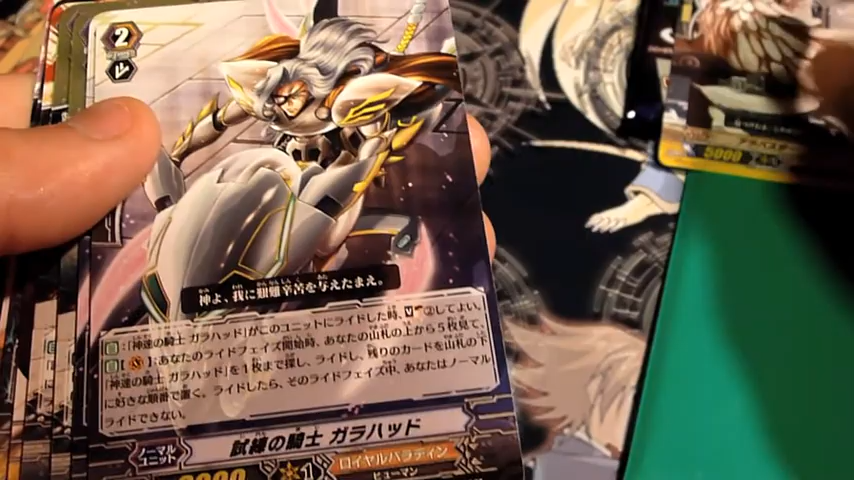 2
神よ、我に艱難辛苦を与えたまえ。
:「神速の騎士 ガラハッド」がこのユニットにライドした時、②してよい。
:あなたのライドフェイズ開始時、あなたの山札の上から5枚見て、
「神速の騎士 ガラハッド」を1枚まで探し、ライドし、残りのカードを山札の下
に好きな順番で置く。ライドしたら、そのライドフェイズ中、あなたはノーマル
ライドできない。
試練の騎士 ガラハッド
ノーマル
ユニット
1
ロイヤルパラディン
ヒューマン
5000